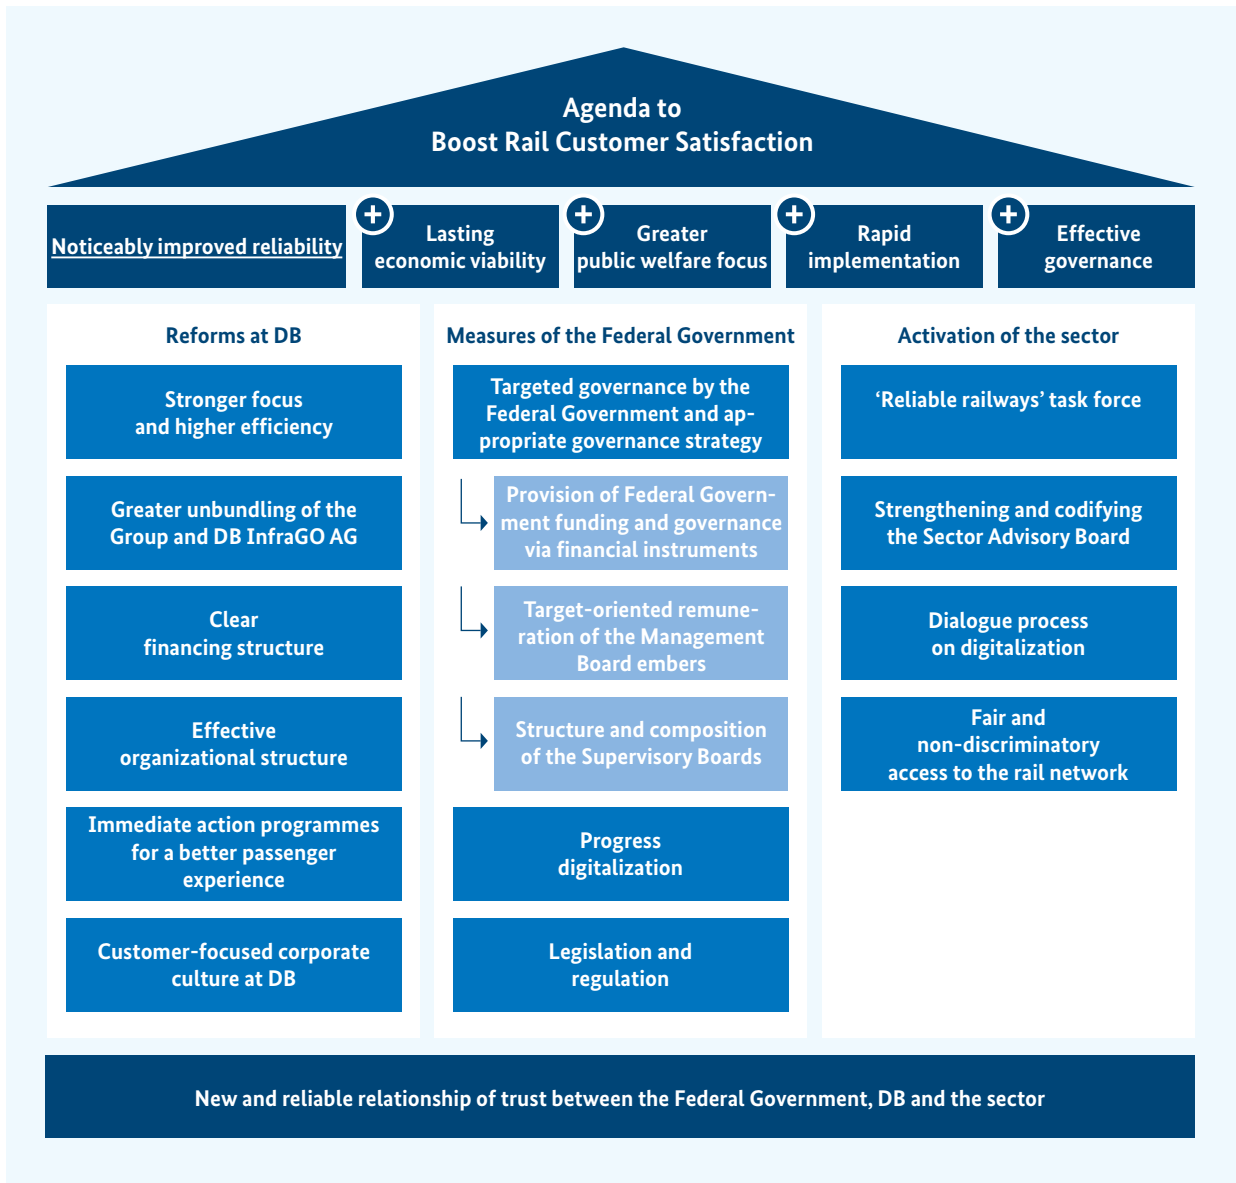 Agenda to
Boost Rail Customer Satisfaction
Noticeably improved reliability
Lasting
economic viability
Greater
public welfare focus
Rapid
implementation
Effective
governance
Reforms at DB
Stronger focus
and higher efficiency
Greater unbundling of the
Group and DB InfraGO AG
Clear
financing structure
Effective
organizational structure
Immediate action programmes
for a better passenger
experience
Customer-focused corporate
culture at DB
Measures of the Federal Government
Targeted governance by the
Federal Government and ap-
propriate governance strategy
Provision of Federal Govern-
ment funding and governance
via financial instruments
Target-oriented remune-
ration of the Management
Board embers
Structure and composition
of the Supervisory Boards
Progress
digitalization
Legislation and
regulation
Activation of the sector
‘Reliable railways’ task force
Strengthening and codifying
the Sector Advisory Board
Dialogue process
on digitalization
Fair and
non-discriminatory
access to the rail network
New and reliable relationship of trust between the Federal Government, DB and the sector